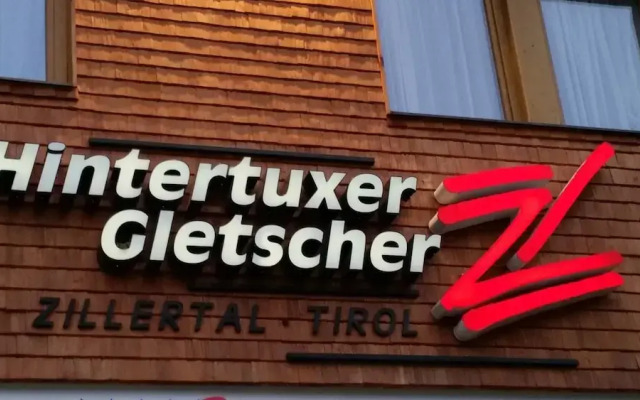 Hintertuxer
Gletscher
ZILLERTAL · TIROL